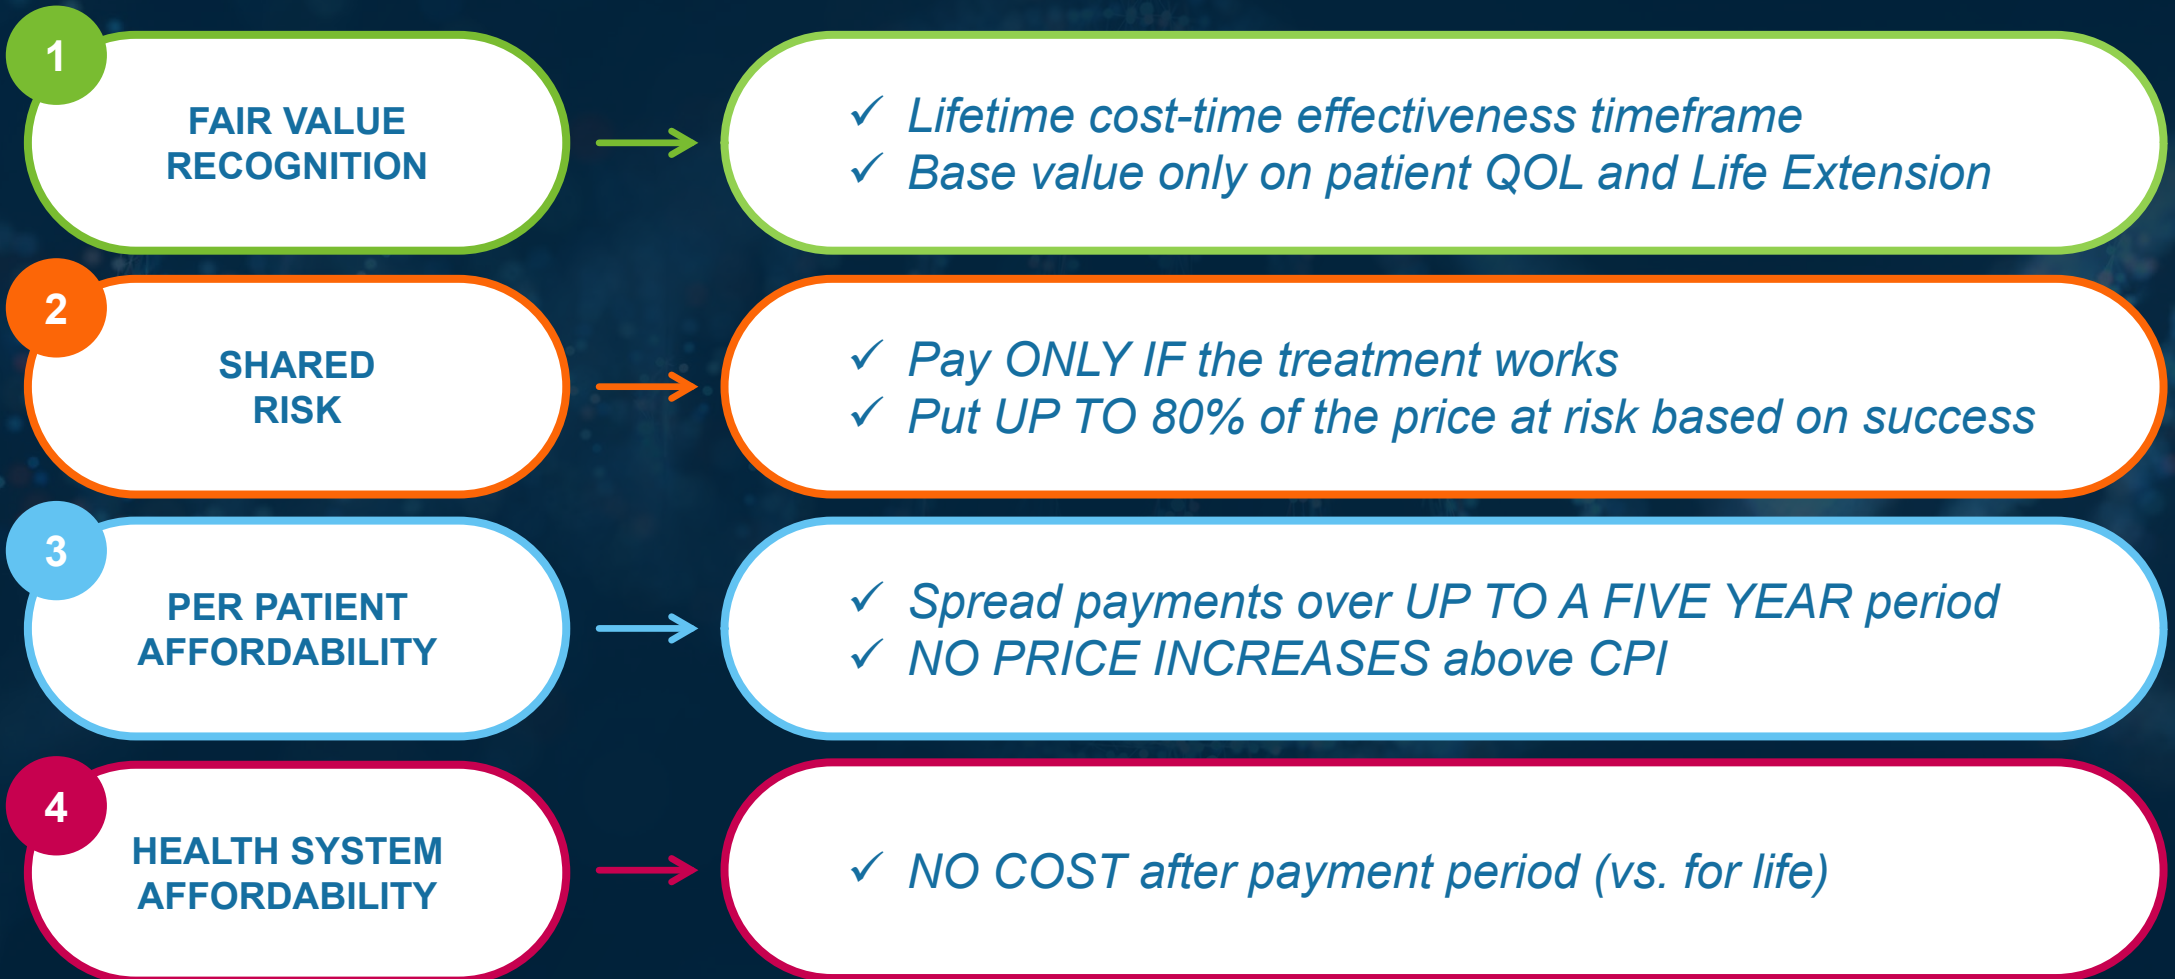 1
FAIR VALUE
RECOGNITION
✓ Lifetime cost-time effectiveness timeframe
✓ Base value only on patient QOL and Life Extension
2
SHARED
RISK
✓ Pay ONLY IF the treatment works
✓ Put UP TO 80% of the price at risk based on success
3
PER PATIENT
AFFORDABILITY
✓ Spread payments over UP TO A FIVE YEAR period
✓ NO PRICE INCREASES above CPI
4
HEALTH SYSTEM
AFFORDABILITY
✓ NO COST after payment period (vs. for life)